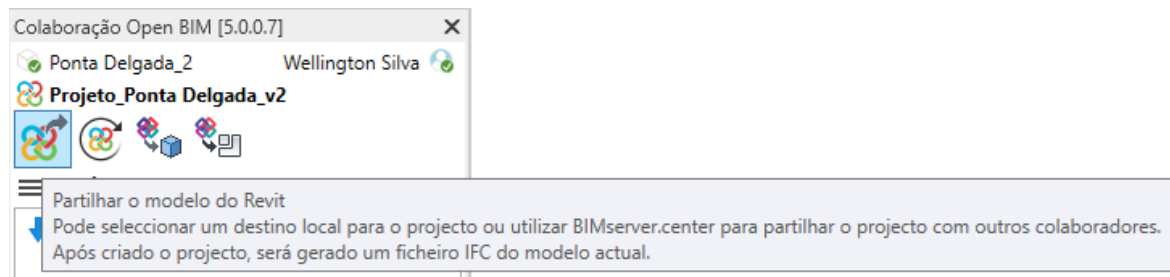 Colaboração Open BIM [5.0.0.7]
Ponta Delgada_2 Wellington Silva
Projeto_Ponta Delgada_v2
Partilhar o modelo do Revit
Pode seleccionar um destino local para o projecto ou utilizar BIMserver.center para partilhar o projecto com outros colaboradores.
Após criado o projecto, será gerado um ficheiro IFC do modelo actual.